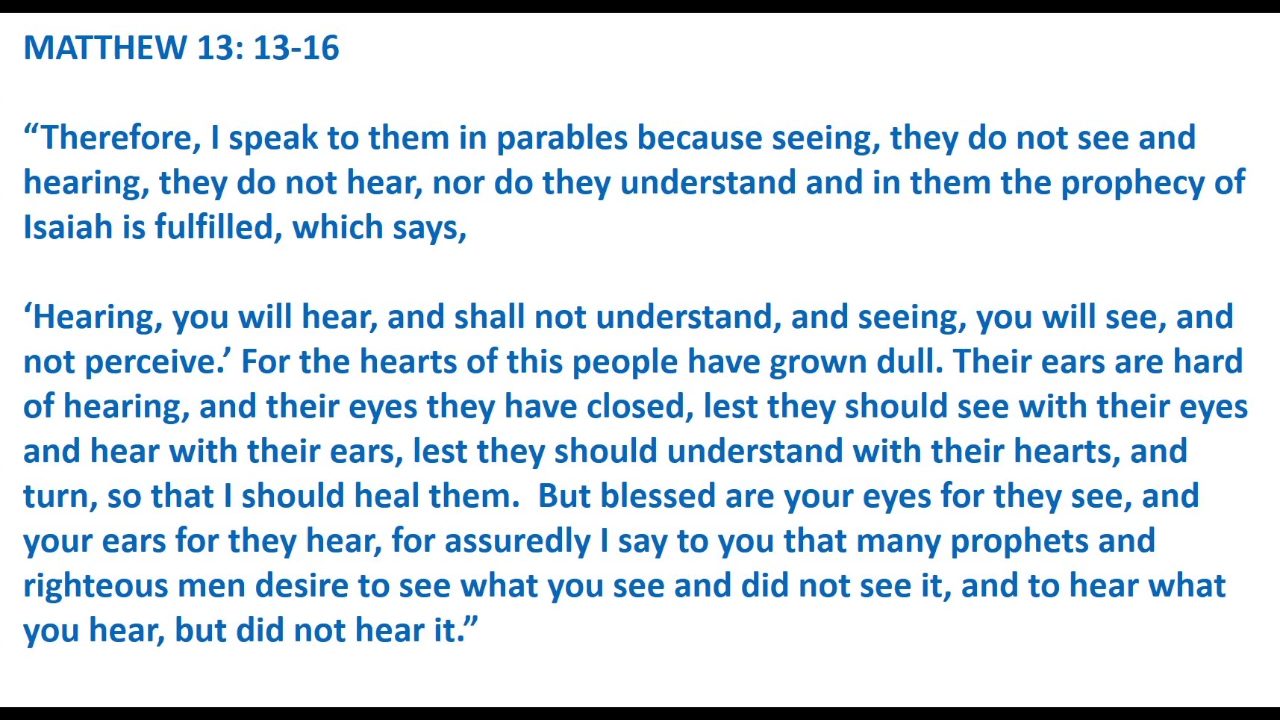 MATTHEW 13: 13-16
“Therefore, I speak to them in parables because seeing, they do not see and
hearing, they do not hear, nor do they understand and in them the prophecy of
Isaiah is fulfilled, which says,
‘Hearing, you will hear, and shall not understand, and seeing, you will see, and
not perceive.’ For the hearts of this people have grown dull. Their ears are hard
of hearing, and their eyes they have closed, lest they should see with their eyes
and hear with their ears, lest they should understand with their hearts, and
turn, so that I should heal them.  But blessed are your eyes for they see, and
your ears for they hear, for assuredly I say to you that many prophets and
righteous men desire to see what you see and did not see it, and to hear what
you hear, but did not hear it.”